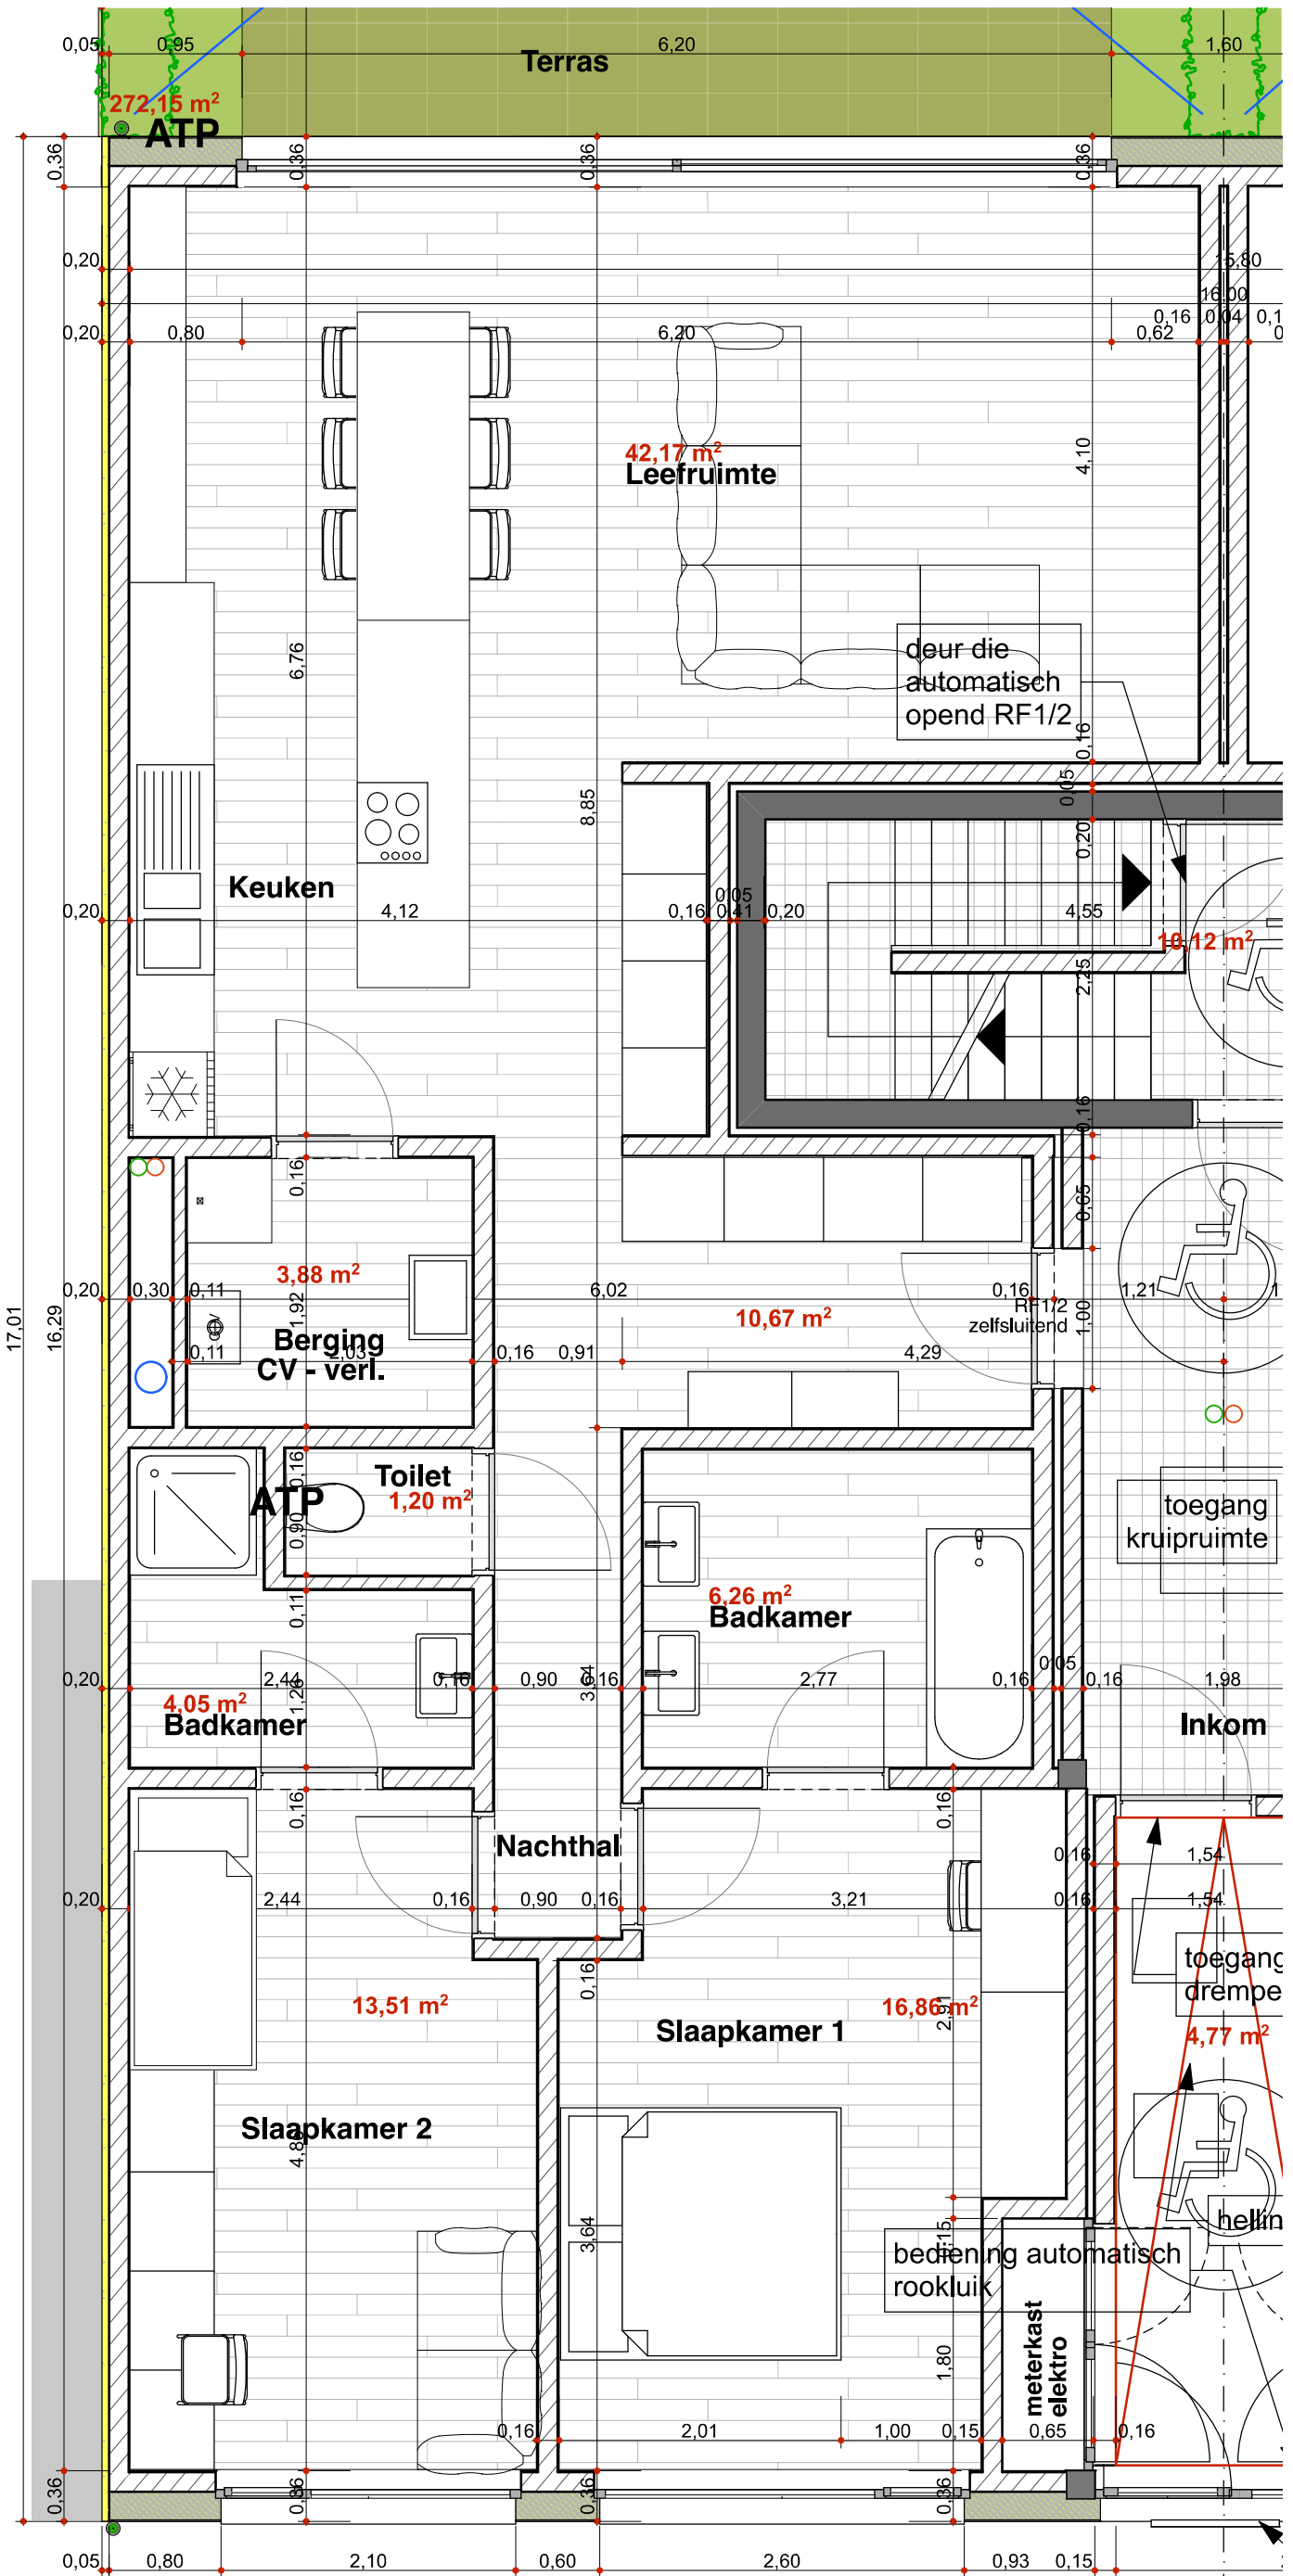 0,05 0,95 6,20 1,60
Terras
272,15 m²
ATP
0,36 0,36 0,36 0,36
0,20 15,80
16,00
0,16 0,04 0,1
0,20 0,80 6,20 0,62
42,17 m²
Leefruimte
4,10
deur die
automatisch
opend RF1/2
6,76
0,16
0,05
8,85
0,20
Keuken
0,05
0,20 4,12 0,16 0,41 0,20 4,55
10,12 m²
2,25
0,16
0,16
0,65
3,88 m²
0,20 0,30 0,11 6,02 0,16 1,21 1
1,92
10,67 m²
RF1/2
zelfsluitend
1,00
Berging
CV - verl.
0,11 2,03 0,16 0,91 4,29
17,01
16,29
0,16
Toilet
1,20 m²
ATP
0,90
toegang
kruipruimte
6,26 m²
Badkamer
0,11
0,05
0,20 2,44 0,16 0,90 0,16 2,77 0,16 0,16 1,98
1,26
3,64
4,05 m²
Badkamer
Inkom
0,16 0,16
Nachthal
0,16 1,54
0,20 2,44 0,16 0,90 0,16 3,21 0,16 1,54
0,16
toegang
drempe
13,51 m²
16,86 m²
2,91
Slaapkamer 1
4,77 m²
Slaapkamer 2
3,64
0,15
hellin
bediening automatisch
rookluik
meterkast
elektro
1,80
0,16 2,01 1,00 0,15 0,65 0,16
0,36 0,36 0,36 0,36
0,05 0,80 2,10 0,60 2,60 0,93 0,15